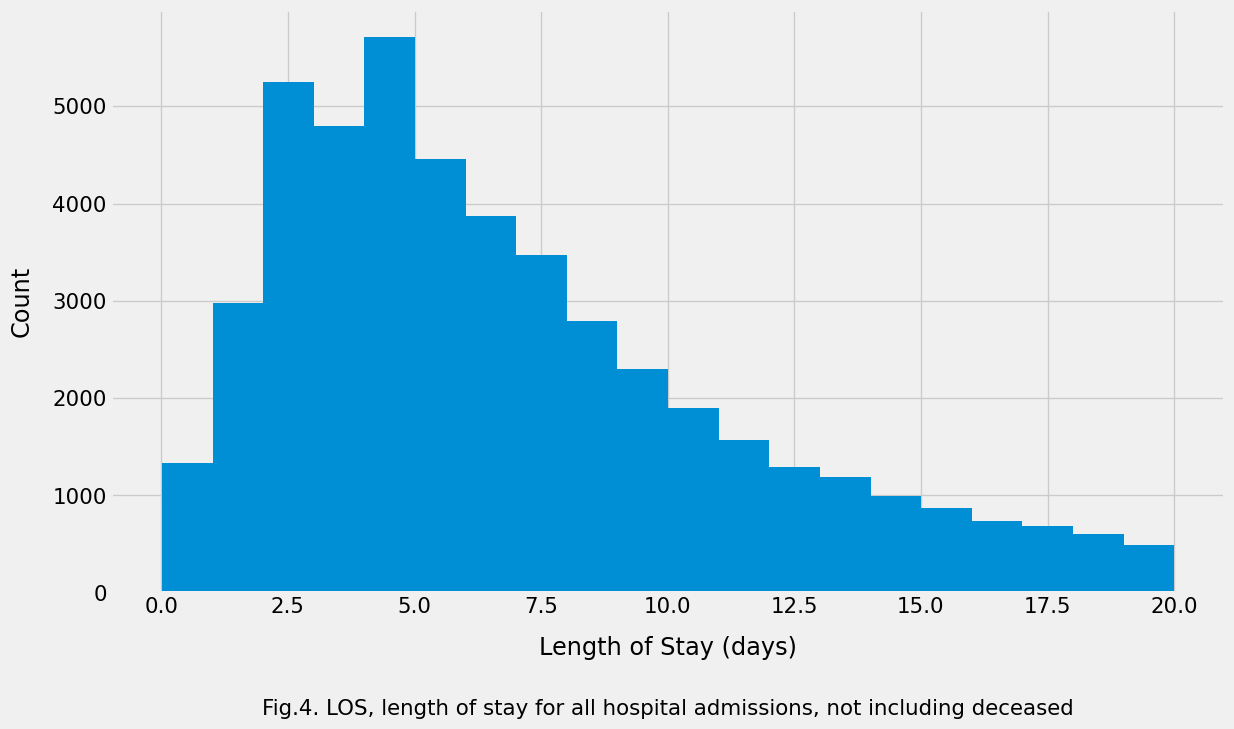 5000
4000
3000
2000
1000
0
Count
0.0 2.5 5.0 7.5 10.0 12.5 15.0 17.5 20.0
Length of Stay (days)
Fig.4. LOS, length of stay for all hospital admissions, not including deceased